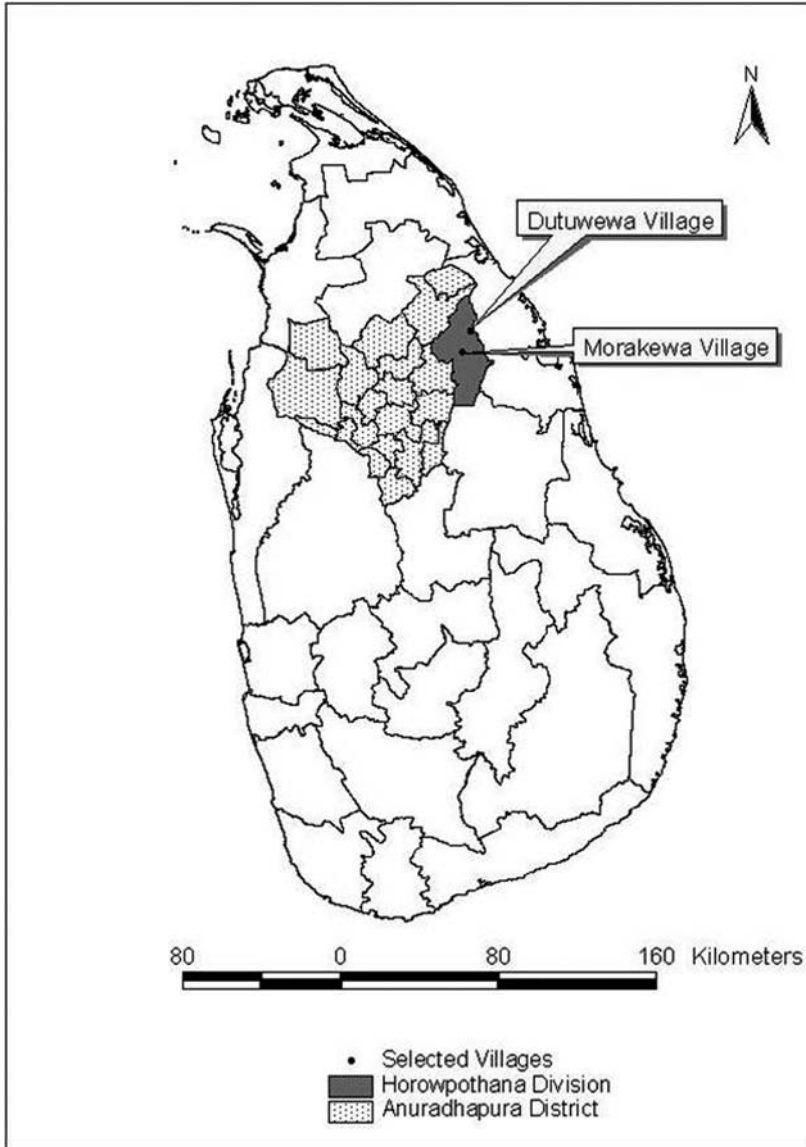 N
Dutuwewa Village
Morakewa Village
80 0 80 160 Kilometers
Selected Villages
Horowpothana Division
Anuradhapura District